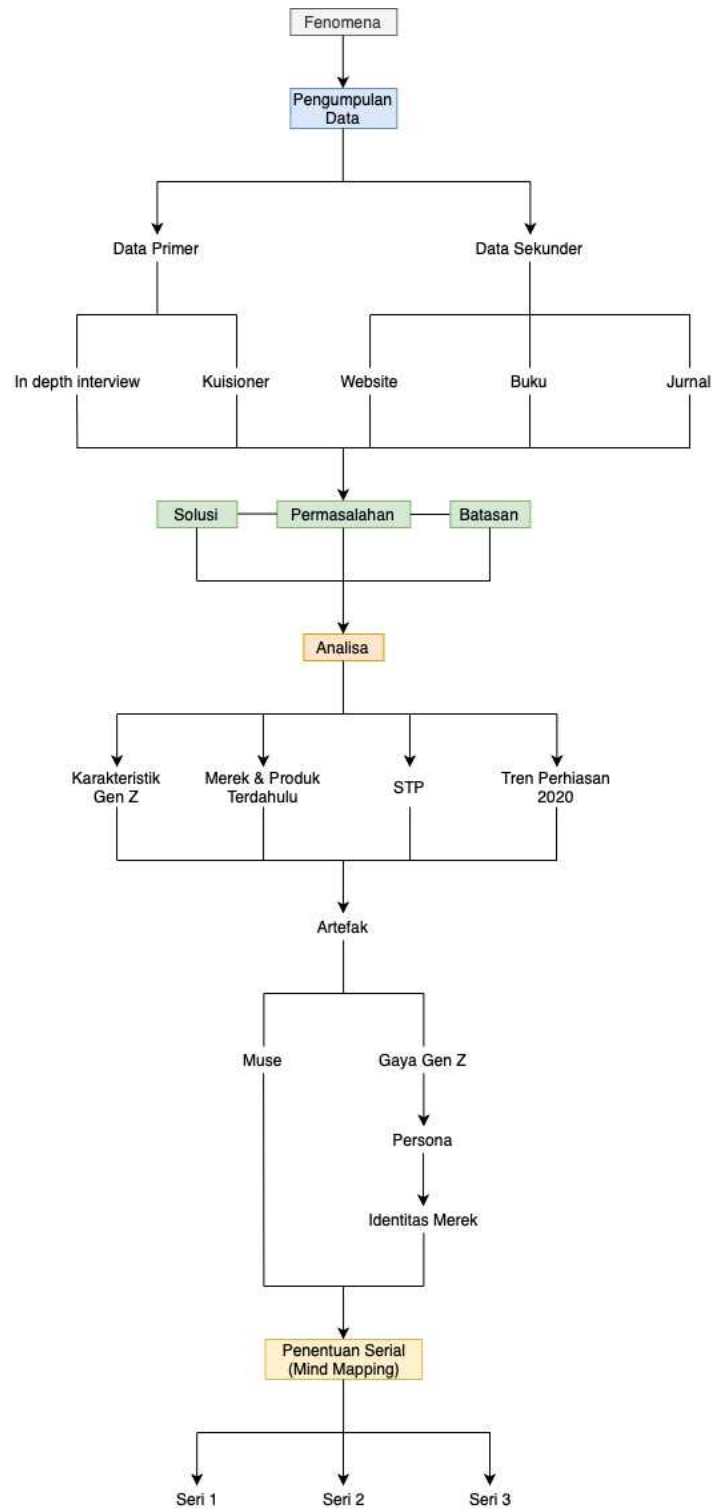 Fenomena
Pengumpulan
Data
Data Primer
Data Sekunder
In depth interview
Kuisioner
Website
Buku
Jurnal
Solusi
Permasalahan
Batasan
Analisa
Karakteristik
Gen Z
Merek & Produk
Terdahulu
STP
Tren Perhiasan
2020
Artefak
Muse
Gaya Gen Z
Persona
Identitas Merek
Penentuan Serial
(Mind Mapping)
Seri 1
Seri 2
Seri 3